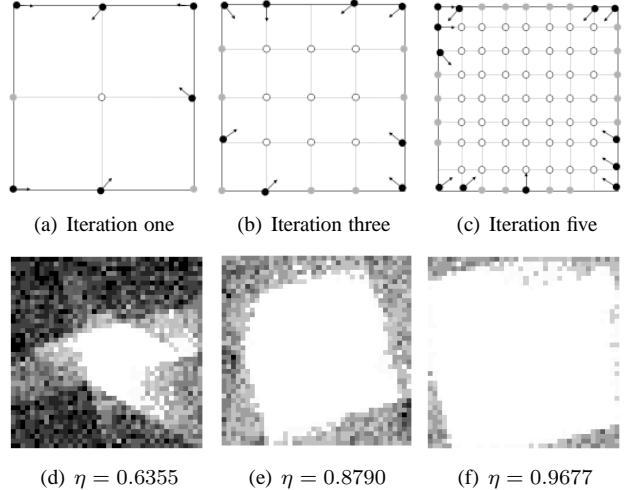 (a) Iteration one
(b) Iteration three
(c) Iteration five
(d) η = 0.6355
(e) η = 0.8790
(f) η = 0.9677